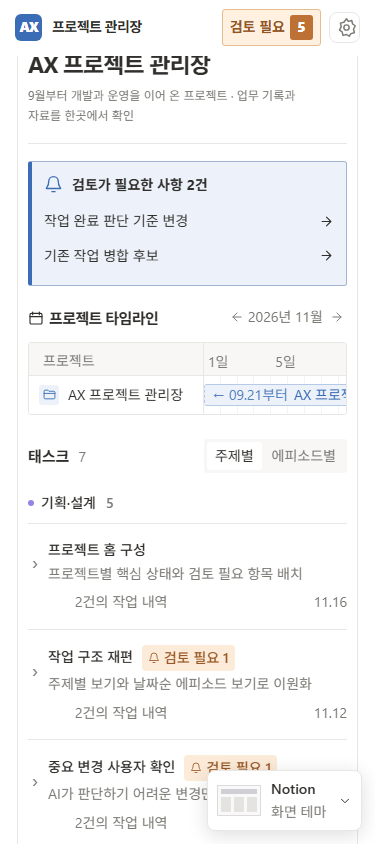 AX 프로젝트 관리장 검토 필요 5
AX 프로젝트 관리장
9월부터 개발과 운영을 이어 온 프로젝트 · 업무 기록과
자료를 한곳에서 확인
검토가 필요한 사항 2건
작업 완료 판단 기준 변경 →
기존 작업 병합 후보 →
프로젝트 타임라인 ← 2026년 11월 →
프로젝트 1일 5일
AX 프로젝트 관리장 ← 09.21부터 AX 프로젝
태스크 7 주제별 에피소드별
기획·설계 5
프로젝트 홈 구성
프로젝트별 핵심 상태와 검토 필요 항목 배치
2건의 작업 내역 11.16
작업 구조 재편 검토 필요 1
주제별 보기와 날짜순 에피소드 보기로 이원화
2건의 작업 내역 11.12
중요 변경 사용자 확인 검토 필요 1
AI가 판단하기 어려운 변경만
2건의 작업 내역
Notion
화면 테마